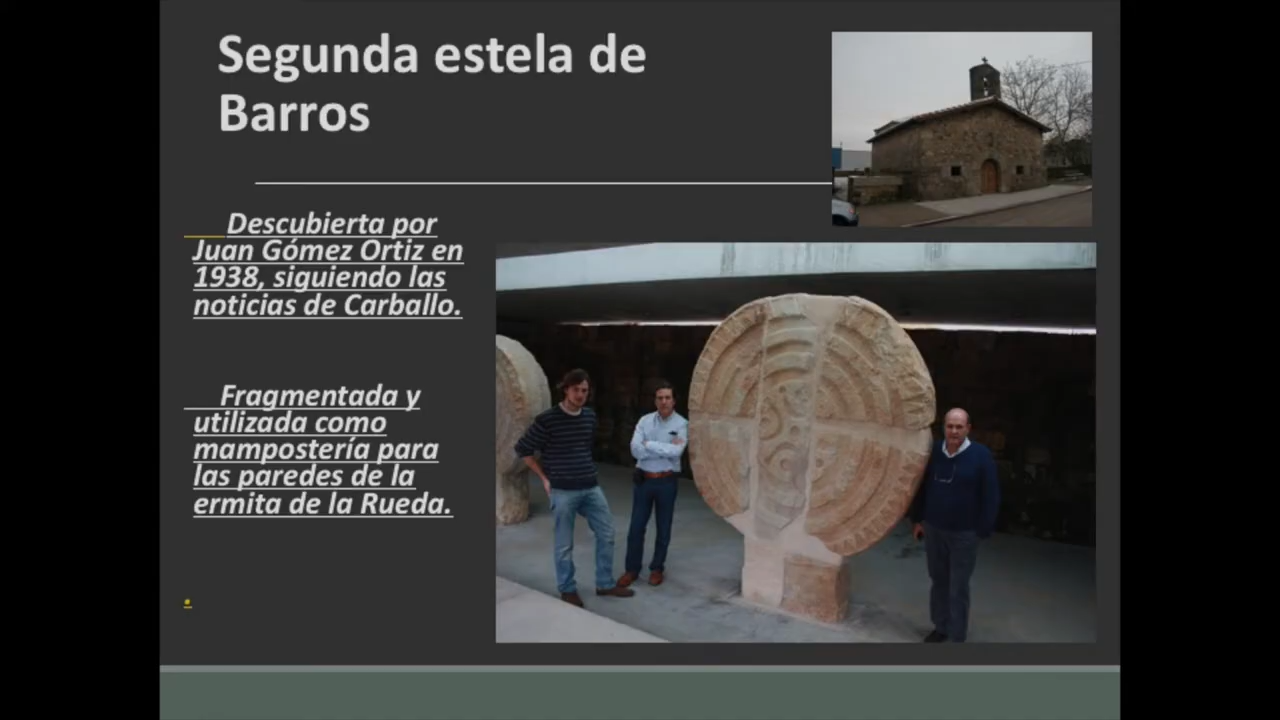 Segunda estela de
Barros
Descubierta por
Juan Gómez Ortiz en
1938, siguiendo las
noticias de Carballo.
Fragmentada y
utilizada como
mampostería para
las paredes de la
ermita de la Rueda.